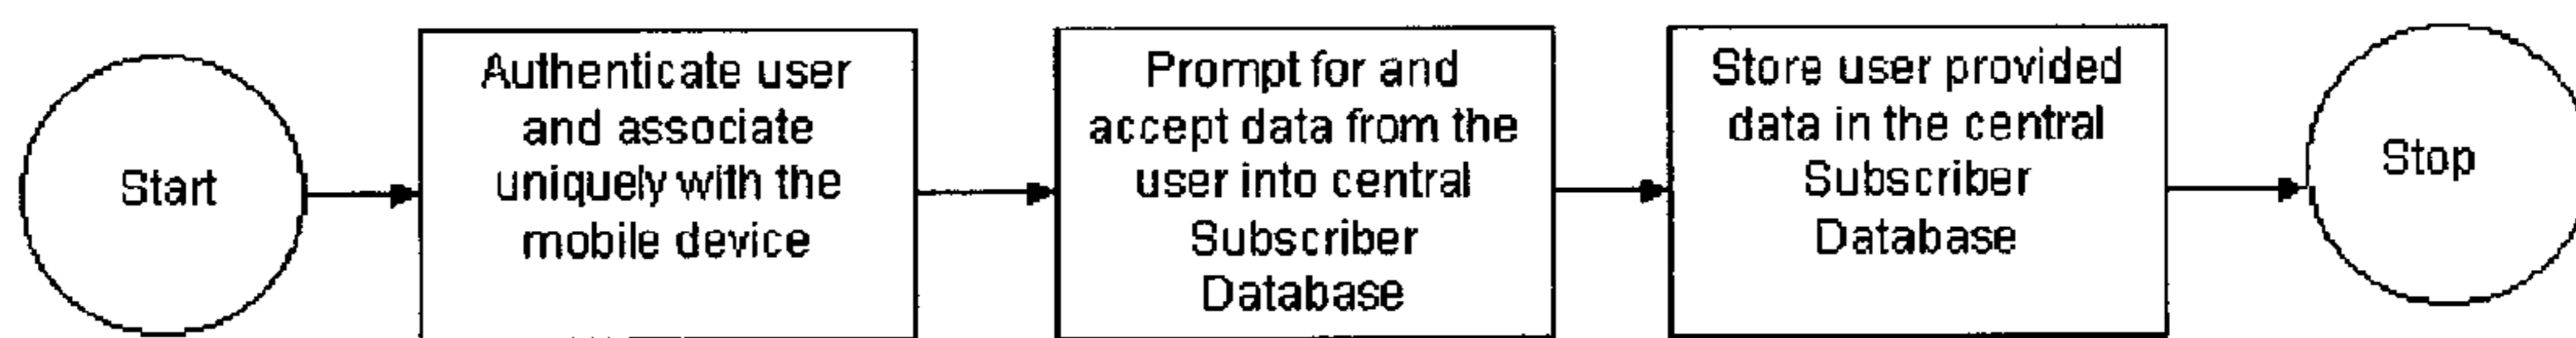 Start
Authenticate user
and associate
uniquely with the
mobile device
Prompt for and
accept data from the
user into central
Subscriber
Database
Store user provided
data in the central
Subscriber
Database
Stop